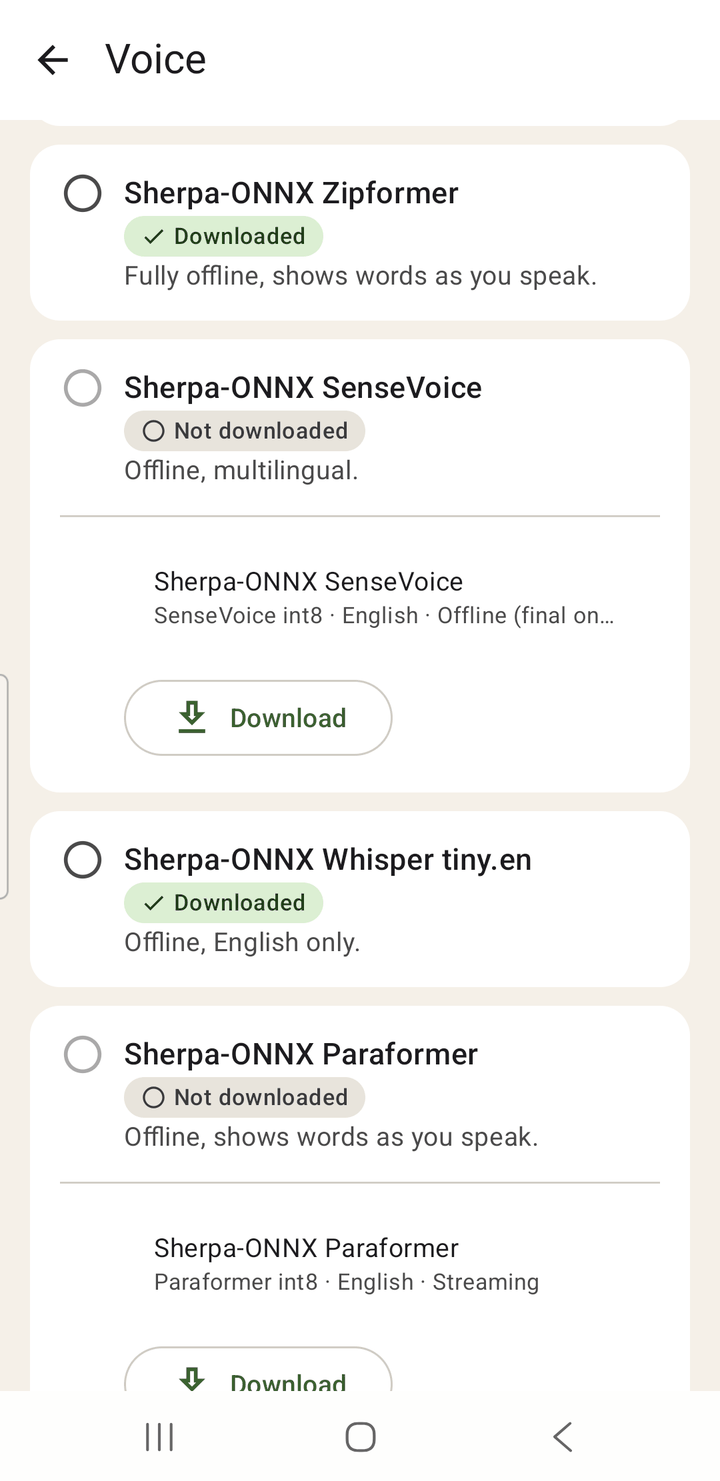 Voice
Sherpa-ONNX Zipformer
Downloaded
Fully offline, shows words as you speak.
Sherpa-ONNX SenseVoice
Not downloaded
Offline, multilingual.
Sherpa-ONNX SenseVoice
SenseVoice int8 · English · Offline (final on…
Download
Sherpa-ONNX Whisper tiny.en
Downloaded
Offline, English only.
Sherpa-ONNX Paraformer
Not downloaded
Offline, shows words as you speak.
Sherpa-ONNX Paraformer
Paraformer int8 · English · Streaming
Download